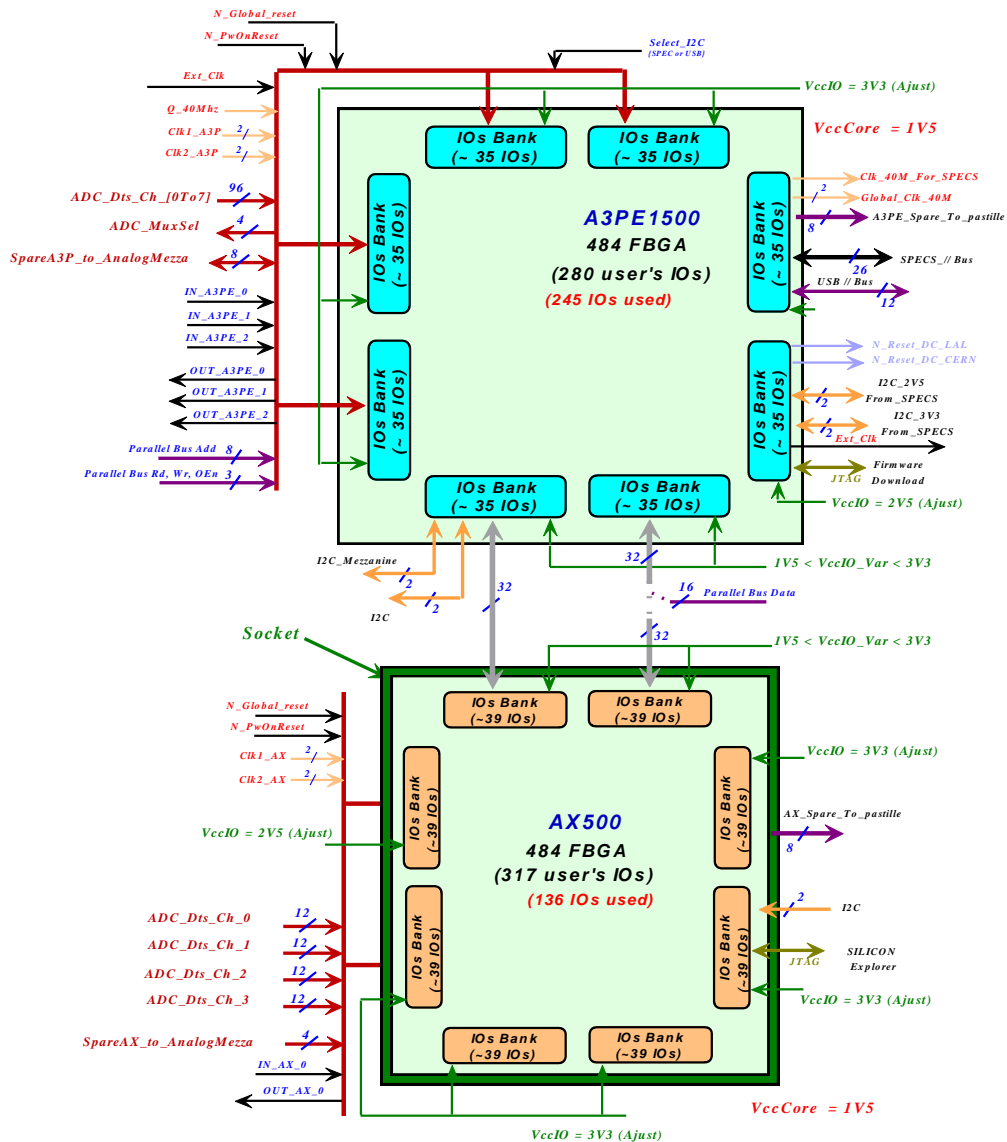 N_Global_reset
N_PwOnReset
Select_I2C
[SPEC or USB]
Ext_Clk
VccIO = 3V3 (Ajust)
Q_40Mhz
Clk1_A3P 2
Clk2_A3P 2
VccCore = 1V5
IOs Bank
(~ 35 IOs)
IOs Bank
(~ 35 IOs)
ADC_Dts_Ch_[0To7] 96
ADC_MuxSel 4
SpareA3P_to_AnalogMezza 8
IOs Bank
(~ 35 IOs)
A3PE1500
484 FBGA
(280 user's IOs)
(245 IOs used)
IOs Bank
(~ 35 IOs)
Clk_40M_For_SPECS
2 Global_Clk_40M
8 A3PE_Spare_To_pastille
26 SPECS_// Bus
USB // Bus
12
IN_A3PE_0
IN_A3PE_1
IN_A3PE_2
OUT_A3PE_0
OUT_A3PE_1
OUT_A3PE_2
Parallel Bus Add 8
Parallel Bus Rd, Wr, OEn 3
IOs Bank
(~ 35 IOs)
IOs Bank
(~ 35 IOs)
N_Reset_DC_LAL
N_Reset_DC_CERN
2 I2C_2V5
From_SPECS
2 I2C_3V3
From_SPECS
Ext_Clk
JTAG Firmware
Download
VccIO = 2V5 (Ajust)
IOs Bank
(~ 35 IOs)
IOs Bank
(~ 35 IOs)
I2C_Mezzanine
2
I2C
2
32
32
1V5 < VccIO_Var < 3V3
16 Parallel Bus Data
32
Socket
1V5 < VccIO_Var < 3V3
N_Global_reset
N_PwOnReset
Clk1_AX 2
Clk2_AX 2
IOs Bank
(~39 IOs)
IOs Bank
(~39 IOs)
VccIO = 3V3 (Ajust)
VccIO = 2V5 (Ajust)
IOs Bank
(~39 IOs)
AX500
484 FBGA
(317 user's IOs)
(136 IOs used)
IOs Bank
(~39 IOs)
AX_Spare_To_pastille
8
ADC_Dts_Ch_0 12
ADC_Dts_Ch_1 12
ADC_Dts_Ch_2 12
ADC_Dts_Ch_3 12
SpareAX_to_AnalogMezza 4
IN_AX_0
OUT_AX_0
IOs Bank
(~39 IOs)
IOs Bank
(~39 IOs)
2 I2C
JTAG SILICON
Explorer
VccIO = 3V3 (Ajust)
IOs Bank
(~39 IOs)
IOs Bank
(~39 IOs)
VccCore = 1V5
VccIO = 3V3 (Ajust)